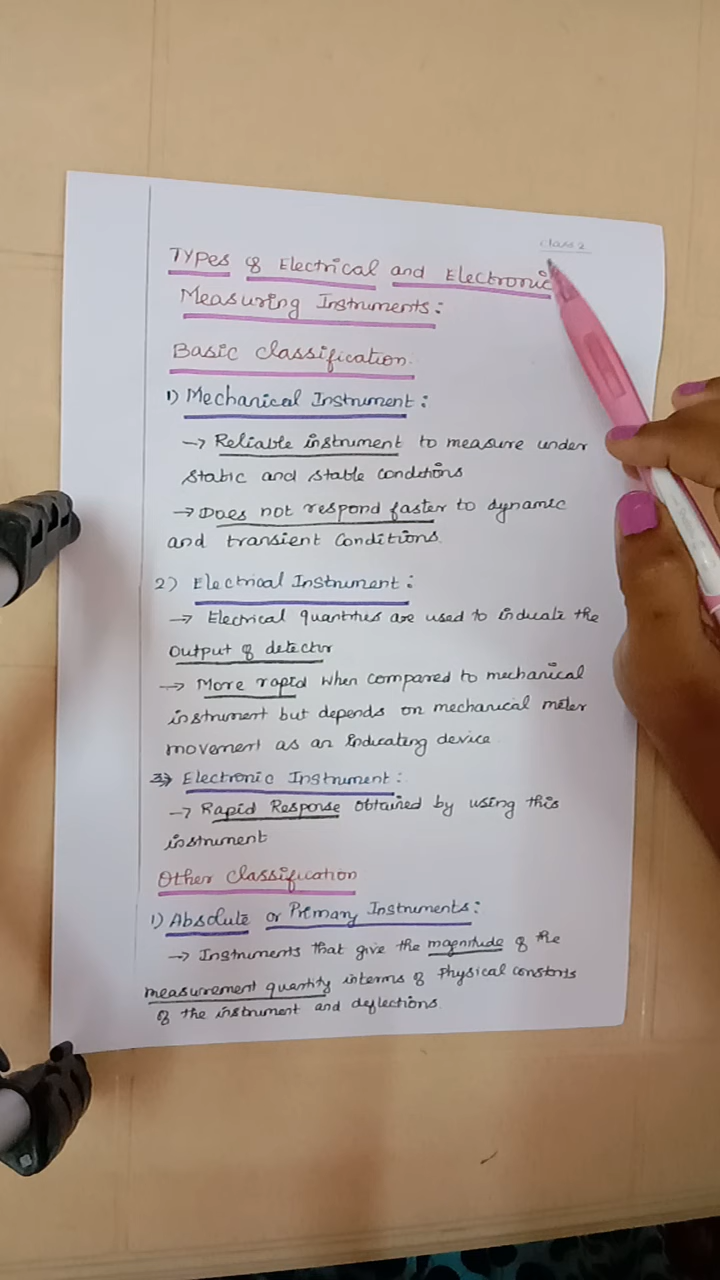 Class 2
Types of Electrical and Electronic
Measuring Instruments:
Basic Classification.
1) Mechanical Instrument:
→ Reliable instrument to measure under
static and stable conditions
→ Does not respond faster to dynamic
and transient conditions.
2) Electrical Instrument:
→ Electrical quantities are used to indicate the
output of detector
→ More rapid when compared to mechanical
instrument but depends on mechanical meter
movement as an indicating device.
3) Electronic Instrument:
→ Rapid Response obtained by using this
instrument
Other Classification
1) Absolute or Primary Instruments:
→ Instruments that give the magnitude of the
measurement quantity interms of physical constnts
of the instrument and deflections.